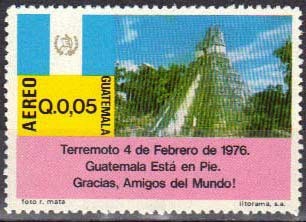 AEREO
Q.0,05
GUATEMALA
Terremoto 4 de Febrero de 1976.
Guatemala Está en Pie.
Gracias, Amigos del Mundo!
foto r. mata
litorama, s.a.